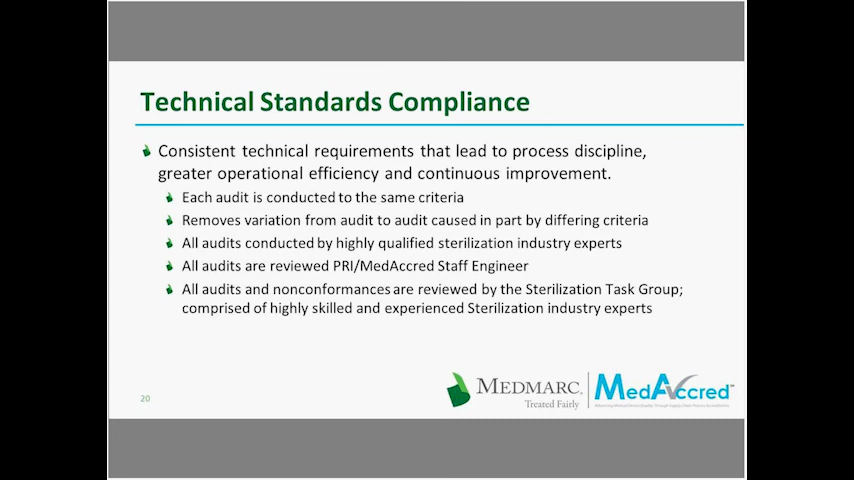 Technical Standards Compliance
Consistent technical requirements that lead to process discipline,
greater operational efficiency and continuous improvement.
Each audit is conducted to the same criteria
Removes variation from audit to audit caused in part by differing criteria
All audits conducted by highly qualified sterilization industry experts
All audits are reviewed PRI/MedAccred Staff Engineer
All audits and nonconformances are reviewed by the Sterilization Task Group;
comprised of highly skilled and experienced Sterilization industry experts
20
MEDMARC®
Treated Fairly
MedAccred™